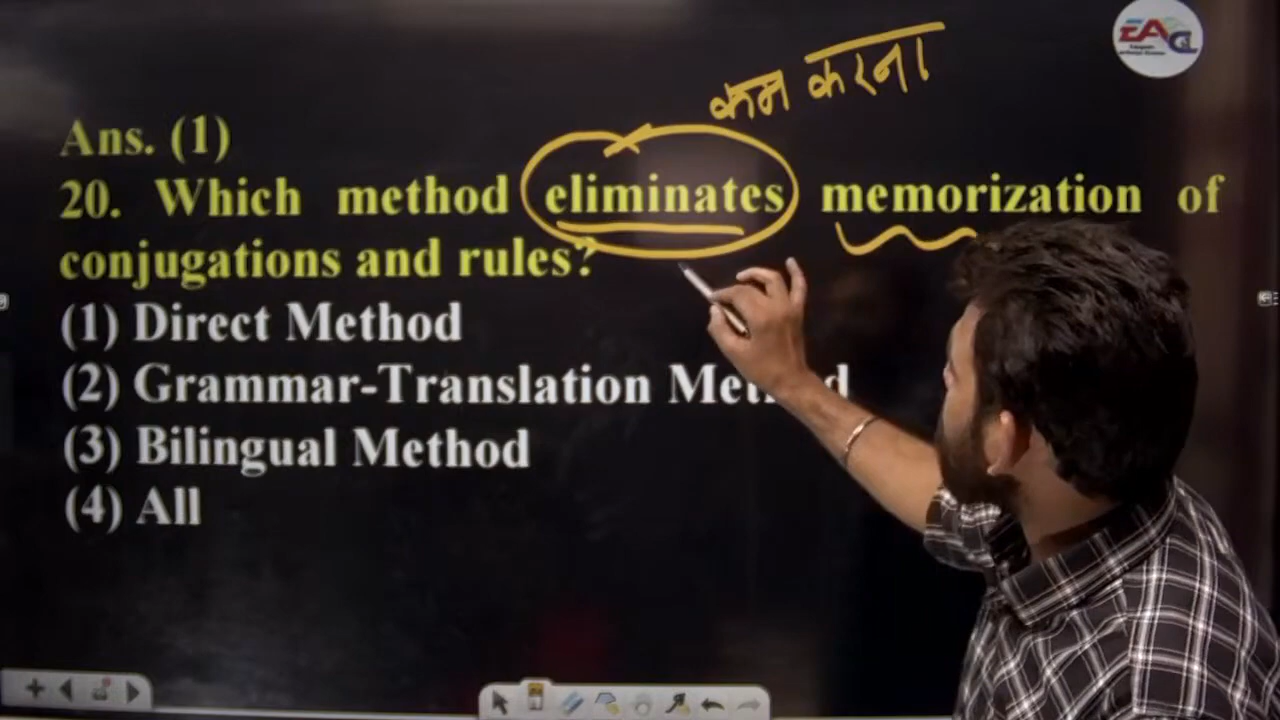 EAGL
कम करना
Ans. (1)
20. Which method eliminates memorization of
conjugations and rules?
(1) Direct Method
(2) Grammar-Translation
(3) Bilingual Method
(4) All